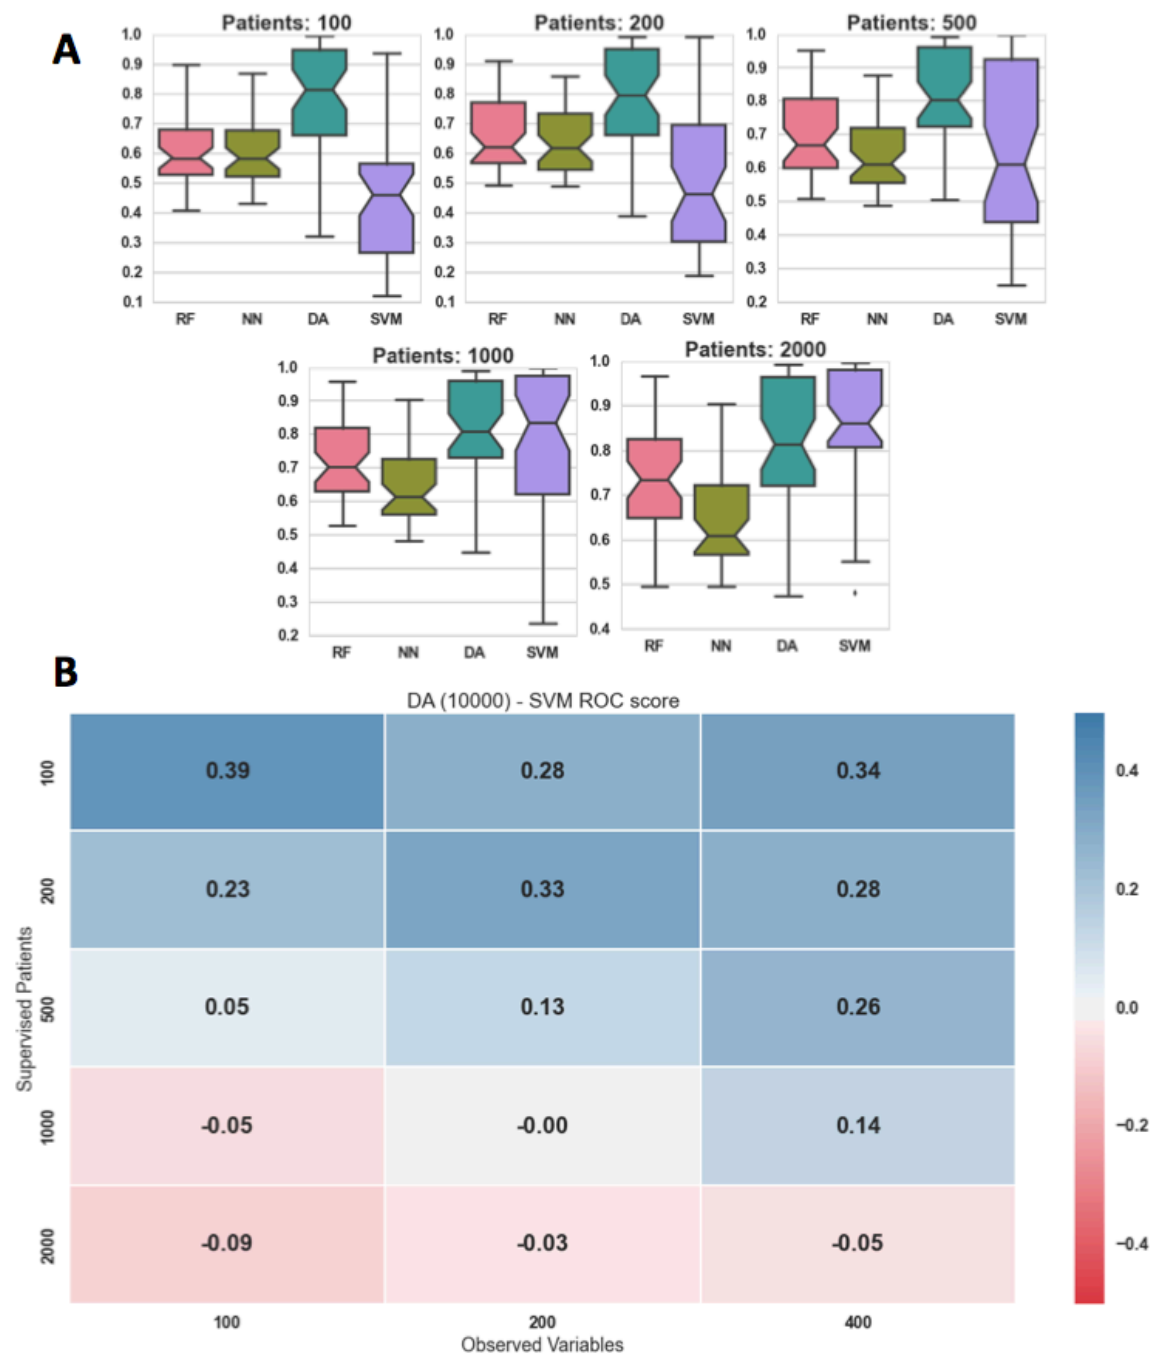 A
Patients: 100
1.0
0.9
0.8
0.7
0.6
0.5
0.4
0.3
0.2
0.1
RF NN DA SVM
Patients: 200
1.0
0.9
0.8
0.7
0.6
0.5
0.4
0.3
0.2
0.1
RF NN DA SVM
Patients: 500
1.0
0.9
0.8
0.7
0.6
0.5
0.4
0.3
0.2
RF NN DA SVM
Patients: 1000
1.0
0.9
0.8
0.7
0.6
0.5
0.4
0.3
0.2
RF NN DA SVM
Patients: 2000
1.0
0.9
0.8
0.7
0.6
0.5
0.4
RF NN DA SVM
B
DA (10000) - SVM ROC score
Supervised Patients
100 0.39 0.28 0.34
200 0.23 0.33 0.28
500 0.05 0.13 0.26
1000 -0.05 -0.00 0.14
2000 -0.09 -0.03 -0.05
100 200 400
Observed Variables
0.4
0.2
0.0
−0.2
−0.4